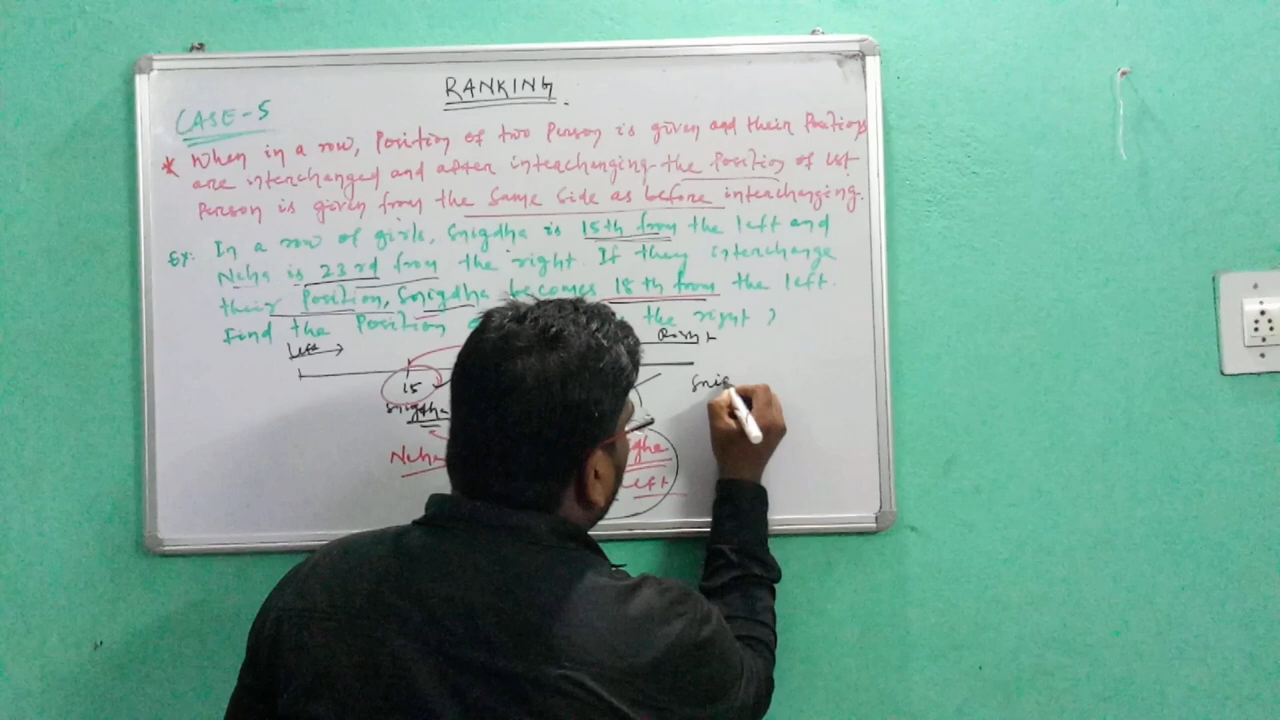 RANKING
CASE-5
* When in a row, Position of two Person is given and their Positions
are interchanged and after interchanging the Position of 1st
Person is given from the same side as before interchanging.
Ex: In a row of girls, Snigdha is 15th from the left and
Neha is 23rd from the right. If they interchange
their Position, Snigdha becomes 18th from the left.
Find the Position the right ?
left Right
15 Snig
Snigdha
Neha
left